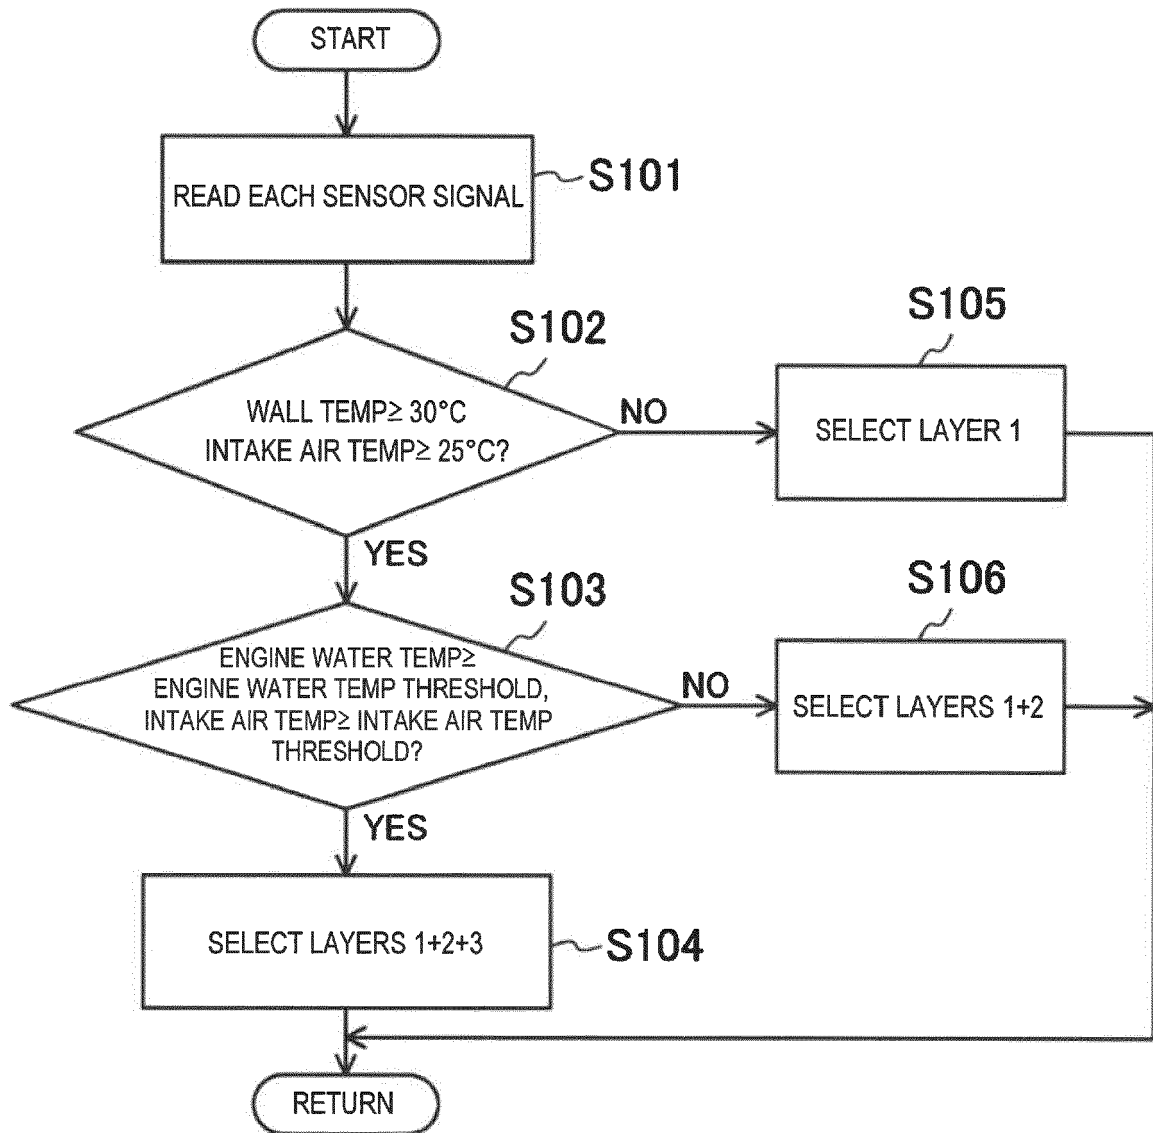 START
READ EACH SENSOR SIGNAL
S101
S102
WALL TEMP≥ 30°C
INTAKE AIR TEMP≥ 25°C?
NO
S105
SELECT LAYER 1
YES
S103
ENGINE WATER TEMP≥
ENGINE WATER TEMP THRESHOLD,
INTAKE AIR TEMP≥ INTAKE AIR TEMP
THRESHOLD?
NO
S106
SELECT LAYERS 1+2
YES
SELECT LAYERS 1+2+3
S104
RETURN